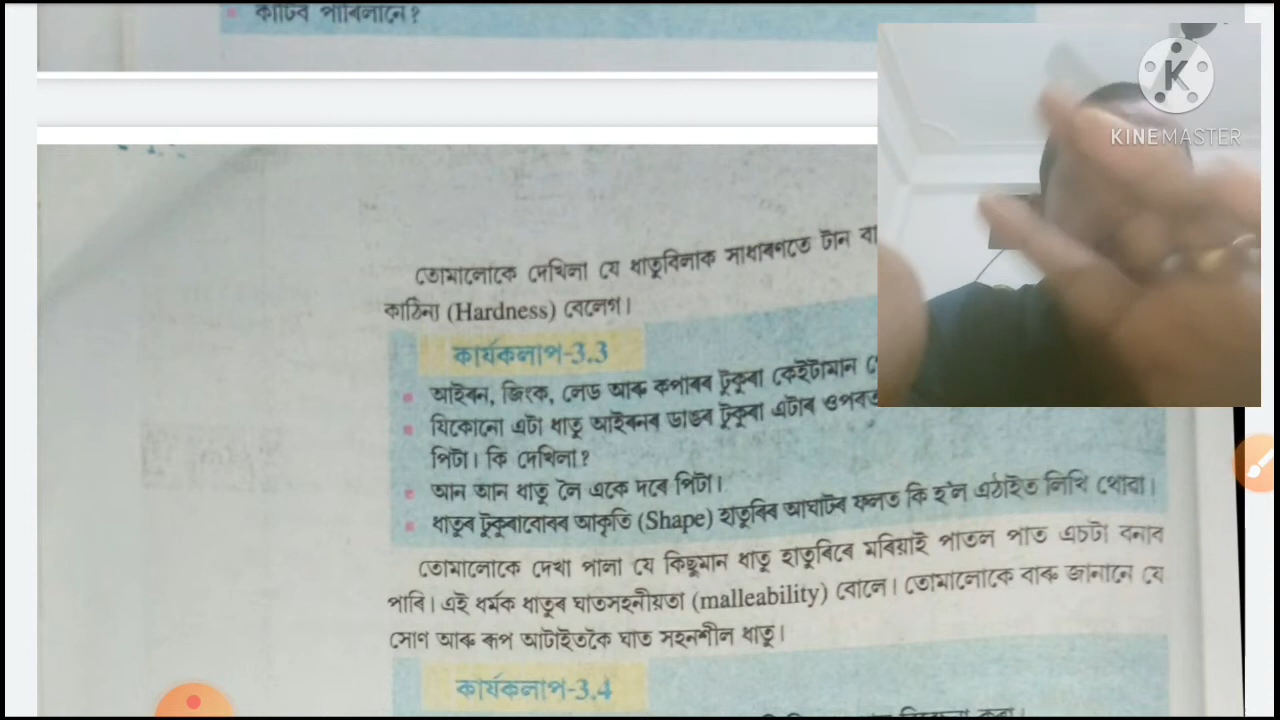 কাটিব পাৰিলানে?
KINEMASTER
তোমালোকে দেখিলা যে ধাতুবিলাক সাধাৰণতে টান
কাঠিন্য (Hardness) বোলে।
কাৰ্যকলাপ-3.3
আইৰন, জিংক, লেড আৰু কপাৰৰ টুকুৰা কেইটামান
যিকোনো এটা ধাতু আইৰনৰ ডাঙৰ টুকুৰা এটাৰ ওপৰত
পিটা। কি দেখিলা?
আন আন ধাতু লৈ একে দৰে পিটা।
ধাতুৰ টুকুৰাবোৰৰ আকৃতি (Shape) হাতুৰিৰ আঘাটৰ ফলত কি হ'ল এঠাইত লিখি থোৱা।
তোমালোকে দেখা পালা যে কিছুমান ধাতু হাতুৰিৰে মৰিয়াই পাতল পাত এচটা বনাব
পাৰি। এই ধৰ্মক ধাতুৰ ঘাতসহনীয়তা (malleability) বোলে। তোমালোকে বাৰু জানানে যে
সোণ আৰু ৰূপ আটাইতকৈ ঘাত সহনশীল ধাতু।
কাৰ্যকলাপ-3.4